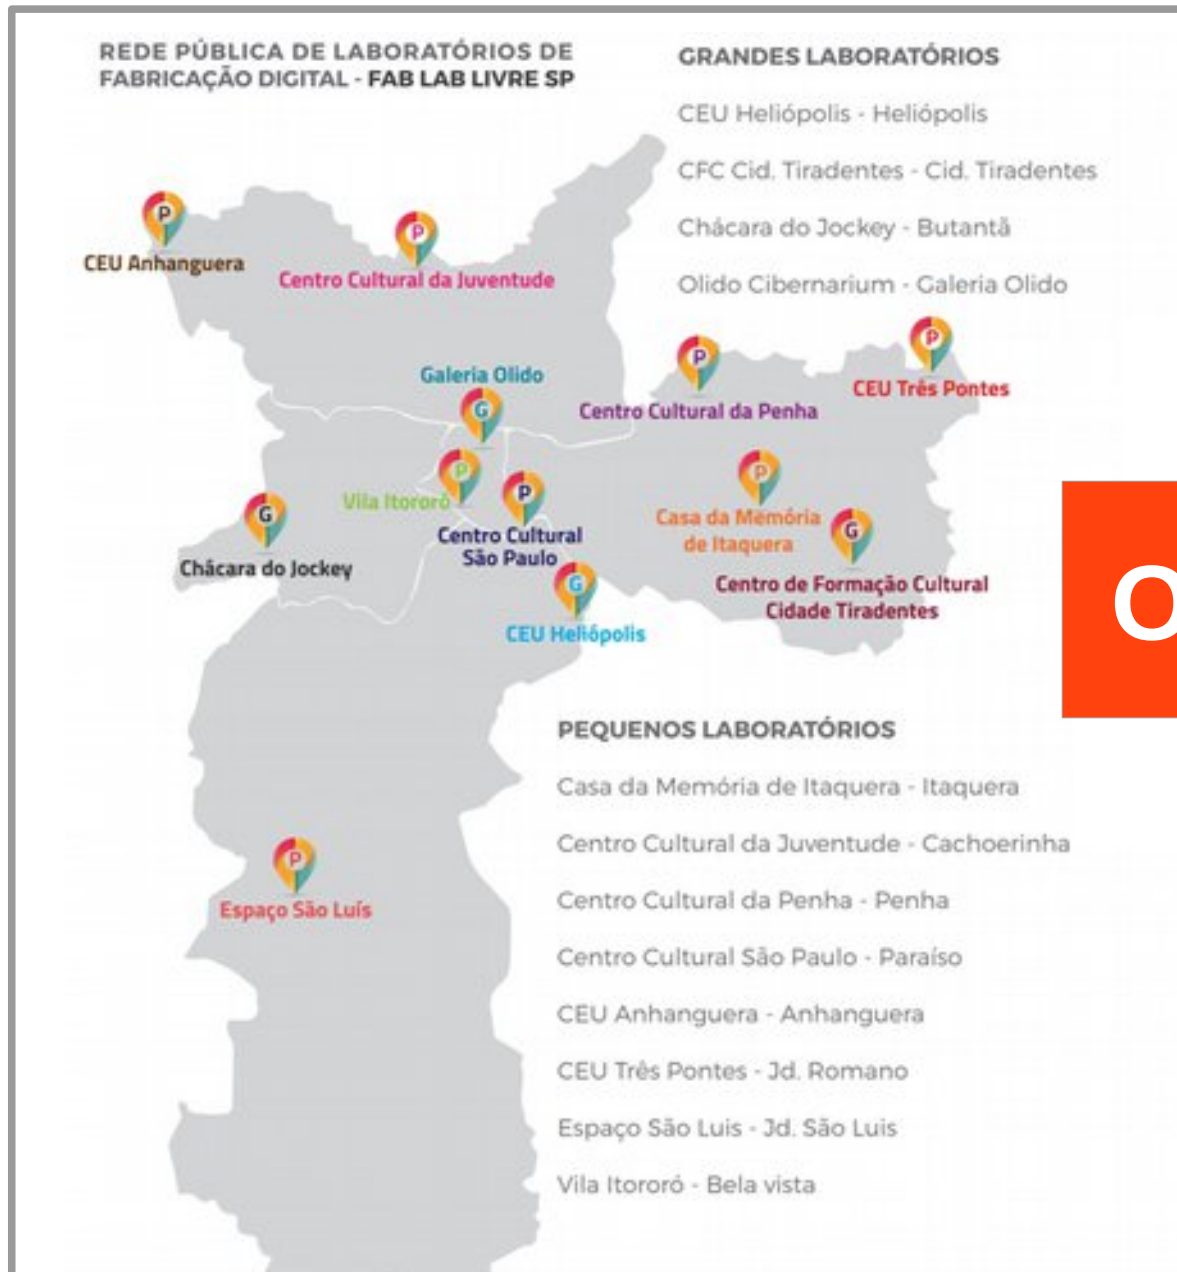 REDE PÚBLICA DE LABORATÓRIOS DE
FABRICAÇÃO DIGITAL - FAB LAB LIVRE SP
GRANDES LABORATÓRIOS
CEU Heliópolis - Heliópolis
CFC Cid. Tiradentes - Cid. Tiradentes
Chácara do Jockey - Butantã
Olido Cibernarium - Galeria Olido
P
CEU Anhanguera
P
Centro Cultural da Juventude
Galeria Olido
G
P
Centro Cultural da Penha
P
CEU Três Pontes
P
Vila Itororó
P
Centro Cultural
São Paulo
P
Casa da Memória
de Itaquera
G
Chácara do Jockey
G
Centro de Formação Cultural
Cidade Tiradentes
G
CEU Heliópolis
O
PEQUENOS LABORATÓRIOS
Casa da Memória de Itaquera - Itaquera
Centro Cultural da Juventude - Cachoerinha
Centro Cultural da Penha - Penha
Centro Cultural São Paulo - Paraíso
CEU Anhanguera - Anhanguera
CEU Três Pontes - Jd. Romano
Espaço São Luis - Jd. São Luis
Vila Itororó - Bela vista
P
Espaço São Luís